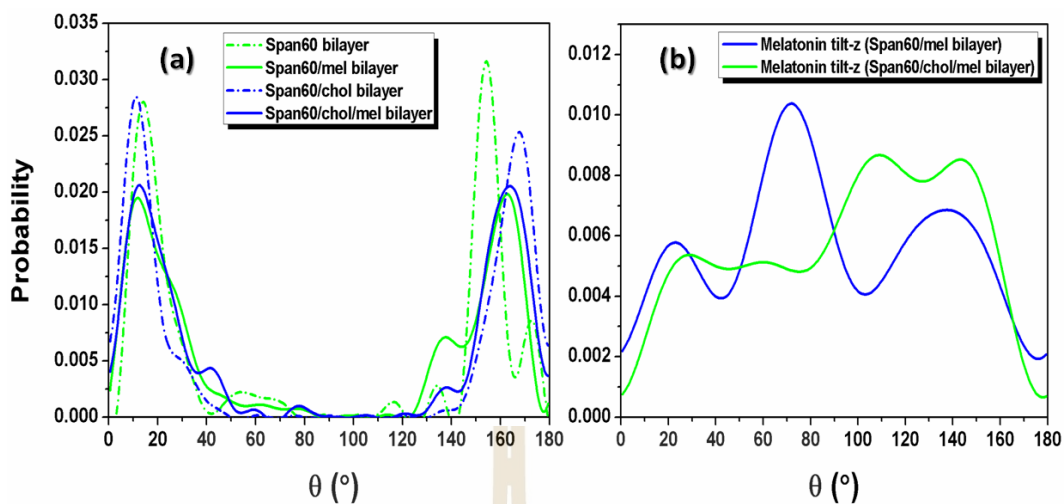 (a)
Span60 bilayer
Span60/mel bilayer
Span60/chol bilayer
Span60/chol/mel bilayer
Probability
0.035
0.030
0.025
0.020
0.015
0.010
0.005
0.000
0 20 40 60 80 100 120 140 160 180
θ (°)
(b)
Melatonin tilt-z (Span60/mel bilayer)
Melatonin tilt-z (Span60/chol/mel bilayer)
0.012
0.010
0.008
0.006
0.004
0.002
0.000
0 20 40 60 80 100 120 140 160 180
θ (°)